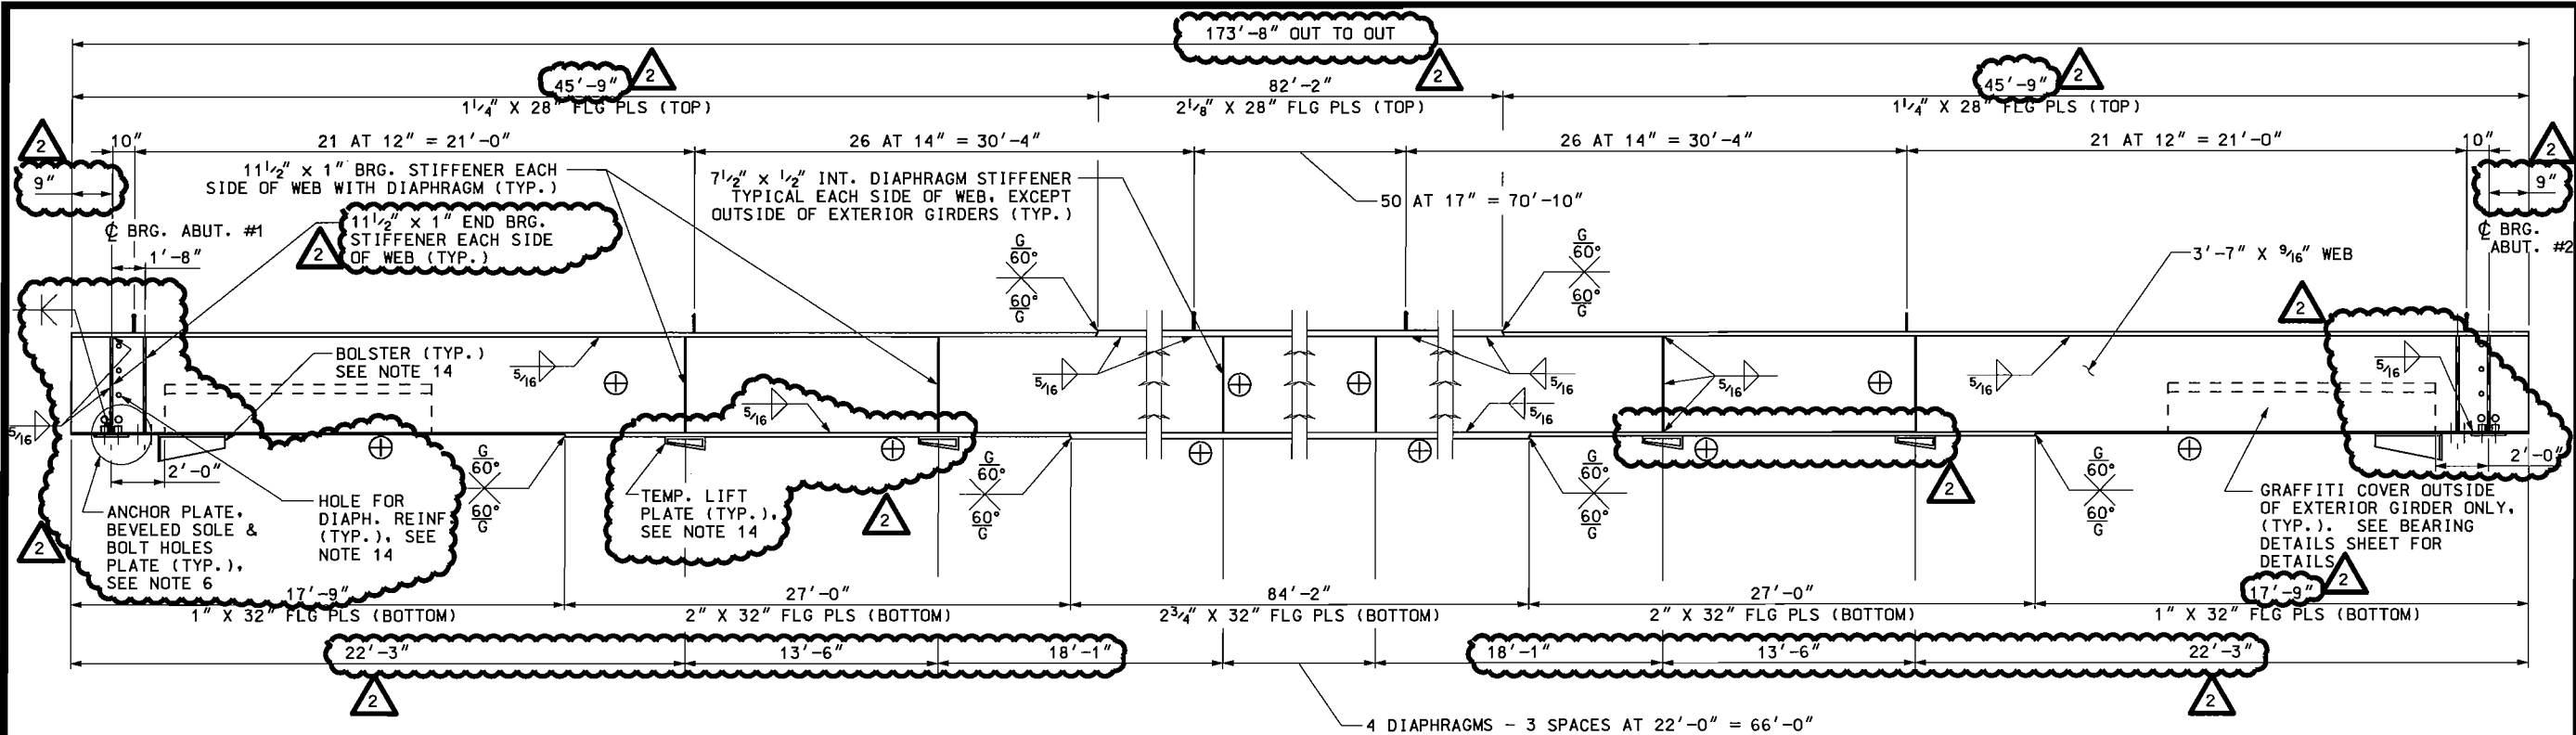 173'-8" OUT TO OUT
2
45'-9"
2
1 1/4" X 28" FLG PLS (TOP)
82'-2"
2 1/8" X 28" FLG PLS (TOP)
45'-9"
2
1 1/4" X 28" FLG PLS (TOP)
2
9"
10"
21 AT 12" = 21'-0"
26 AT 14" = 30'-4"
26 AT 14" = 30'-4"
21 AT 12" = 21'-0"
10"
2
9"
11 1/2" x 1" BRG. STIFFENER EACH
SIDE OF WEB WITH DIAPHRAGM (TYP.)
7 1/2" x 1/2" INT. DIAPHRAGM STIFFENER
TYPICAL EACH SIDE OF WEB, EXCEPT
OUTSIDE OF EXTERIOR GIRDERS (TYP.)
50 AT 17" = 70'-10"
℄ BRG. ABUT. #1
11 1/2" x 1" END BRG.
STIFFENER EACH SIDE
OF WEB (TYP.)
2
1'-8"
G
60°
60°
G
G
60°
60°
G
3'-7" X 9/16" WEB
℄ BRG.
ABUT. #2
2
BOLSTER (TYP.)
SEE NOTE 14
5/16
5/16
5/16
5/16
5/16
5/16
5/16
5/16
5/16
5/16
2'-0"
2'-0"
ANCHOR PLATE,
BEVELED SOLE &
BOLT HOLES
PLATE (TYP.),
SEE NOTE 6
2
HOLE FOR
DIAPH. REINF.
(TYP.), SEE
NOTE 14
G
60°
60°
G
TEMP. LIFT
PLATE (TYP.),
SEE NOTE 14
2
G
60°
60°
G
G
60°
60°
G
2
G
60°
60°
G
GRAFFITI COVER OUTSIDE
OF EXTERIOR GIRDER ONLY,
(TYP.). SEE BEARING
DETAILS SHEET FOR
DETAILS
17'-9"
1" X 32" FLG PLS (BOTTOM)
27'-0"
2" X 32" FLG PLS (BOTTOM)
84'-2"
2 3/4" X 32" FLG PLS (BOTTOM)
27'-0"
2" X 32" FLG PLS (BOTTOM)
17'-9"
2
1" X 32" FLG PLS (BOTTOM)
22'-3"
13'-6"
18'-1"
18'-1"
13'-6"
22'-3"
2
2
4 DIAPHRAGMS - 3 SPACES AT 22'-0" = 66'-0"